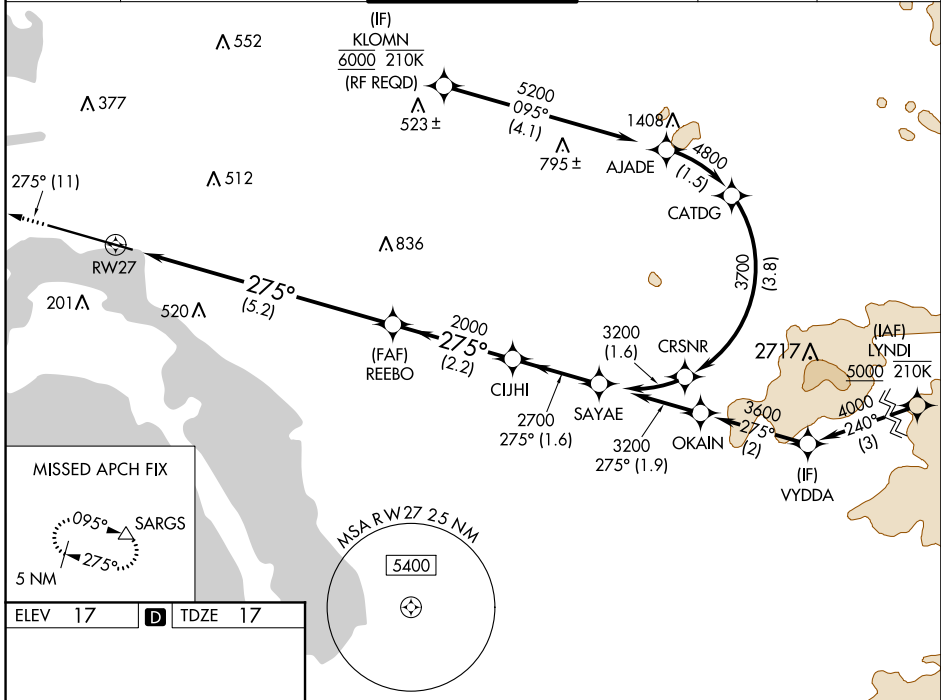 552
(IF)
KLOMN
6000 210K
(RF REQD)
377
523 ±
5200
095°
(4.1)
1408
795 ±
AJADE
4800
(1.5)
CATDG
512
275° (11)
RW27
836
3700
(3.8)
201
520
275°
(5.2)
(FAF)
REEBO
2000
275°
(2.2)
CIJHI
3200
(1.6)
CRSNR
2717
(IAF)
LYNDI
5000 210K
SAYAE
2700
275° (1.6)
3200
275° (1.9)
OKAIN
3600
275°
(2)
4000
240°
(3)
(IF)
VYDDA
MISSED APCH FIX
095°
SARGS
275°
5 NM
MSA RW27 25 NM
5400
ELEV 17 D TDZE 17